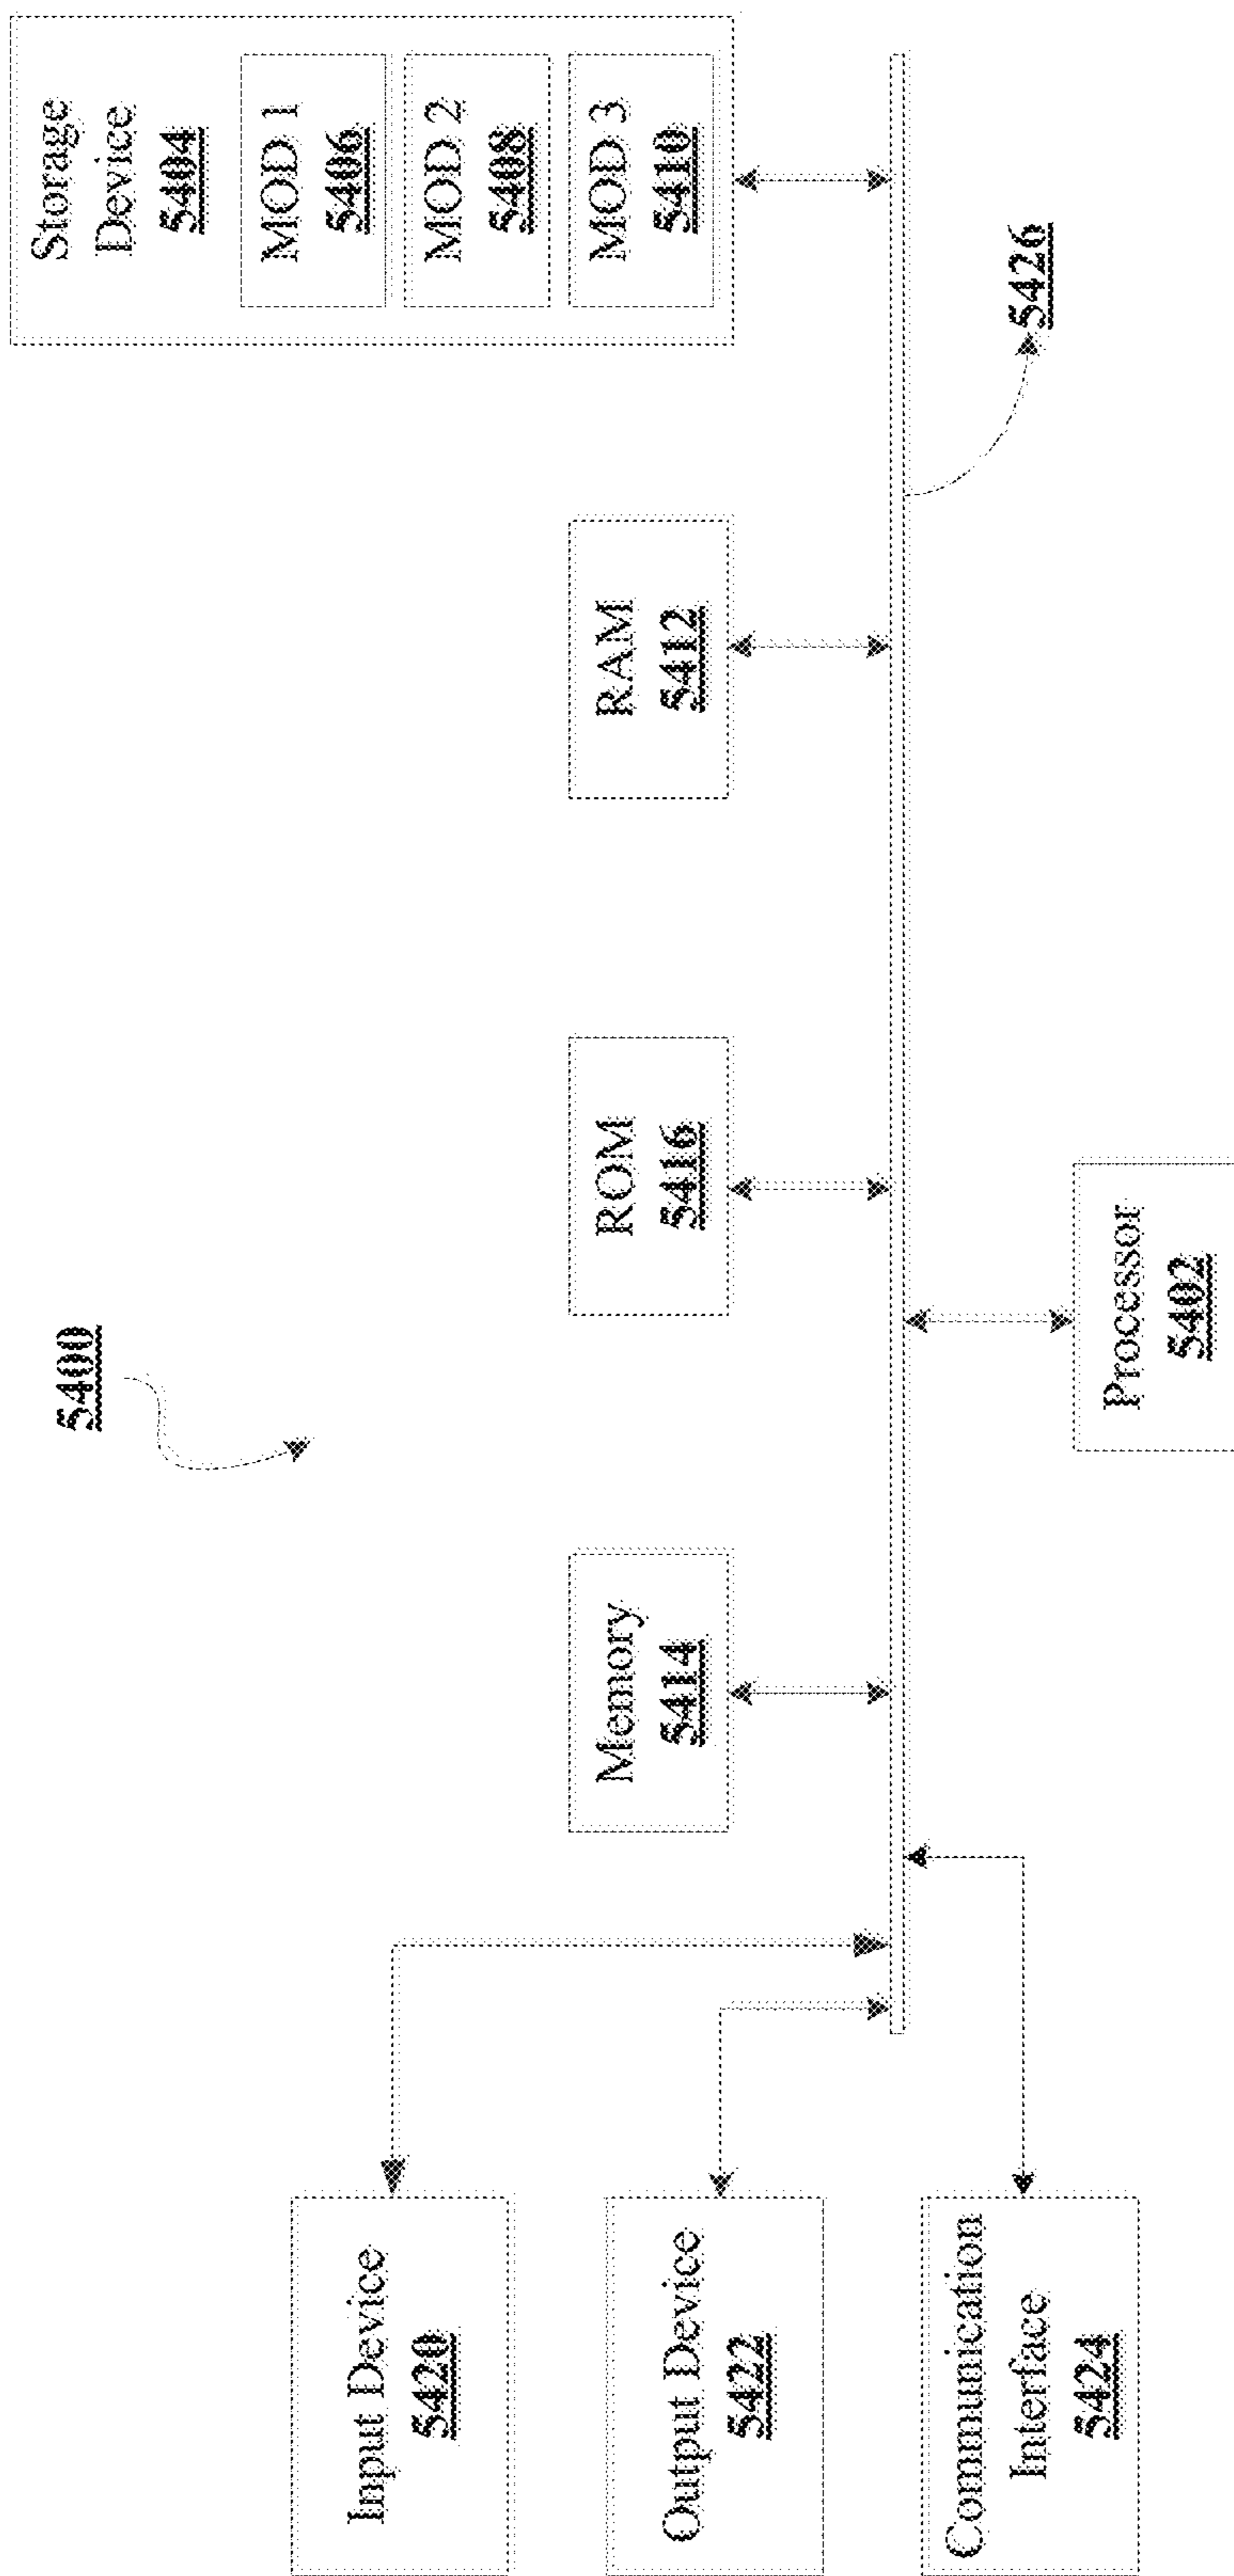 5400
Storage
Device
5404
MOD 1
5406
MOD 2
5408
MOD 3
5410
Input Device
5420
Output Device
5422
Communication
Interface
5424
Memory
5414
ROM
5416
RAM
5412
5426
Processor
5402